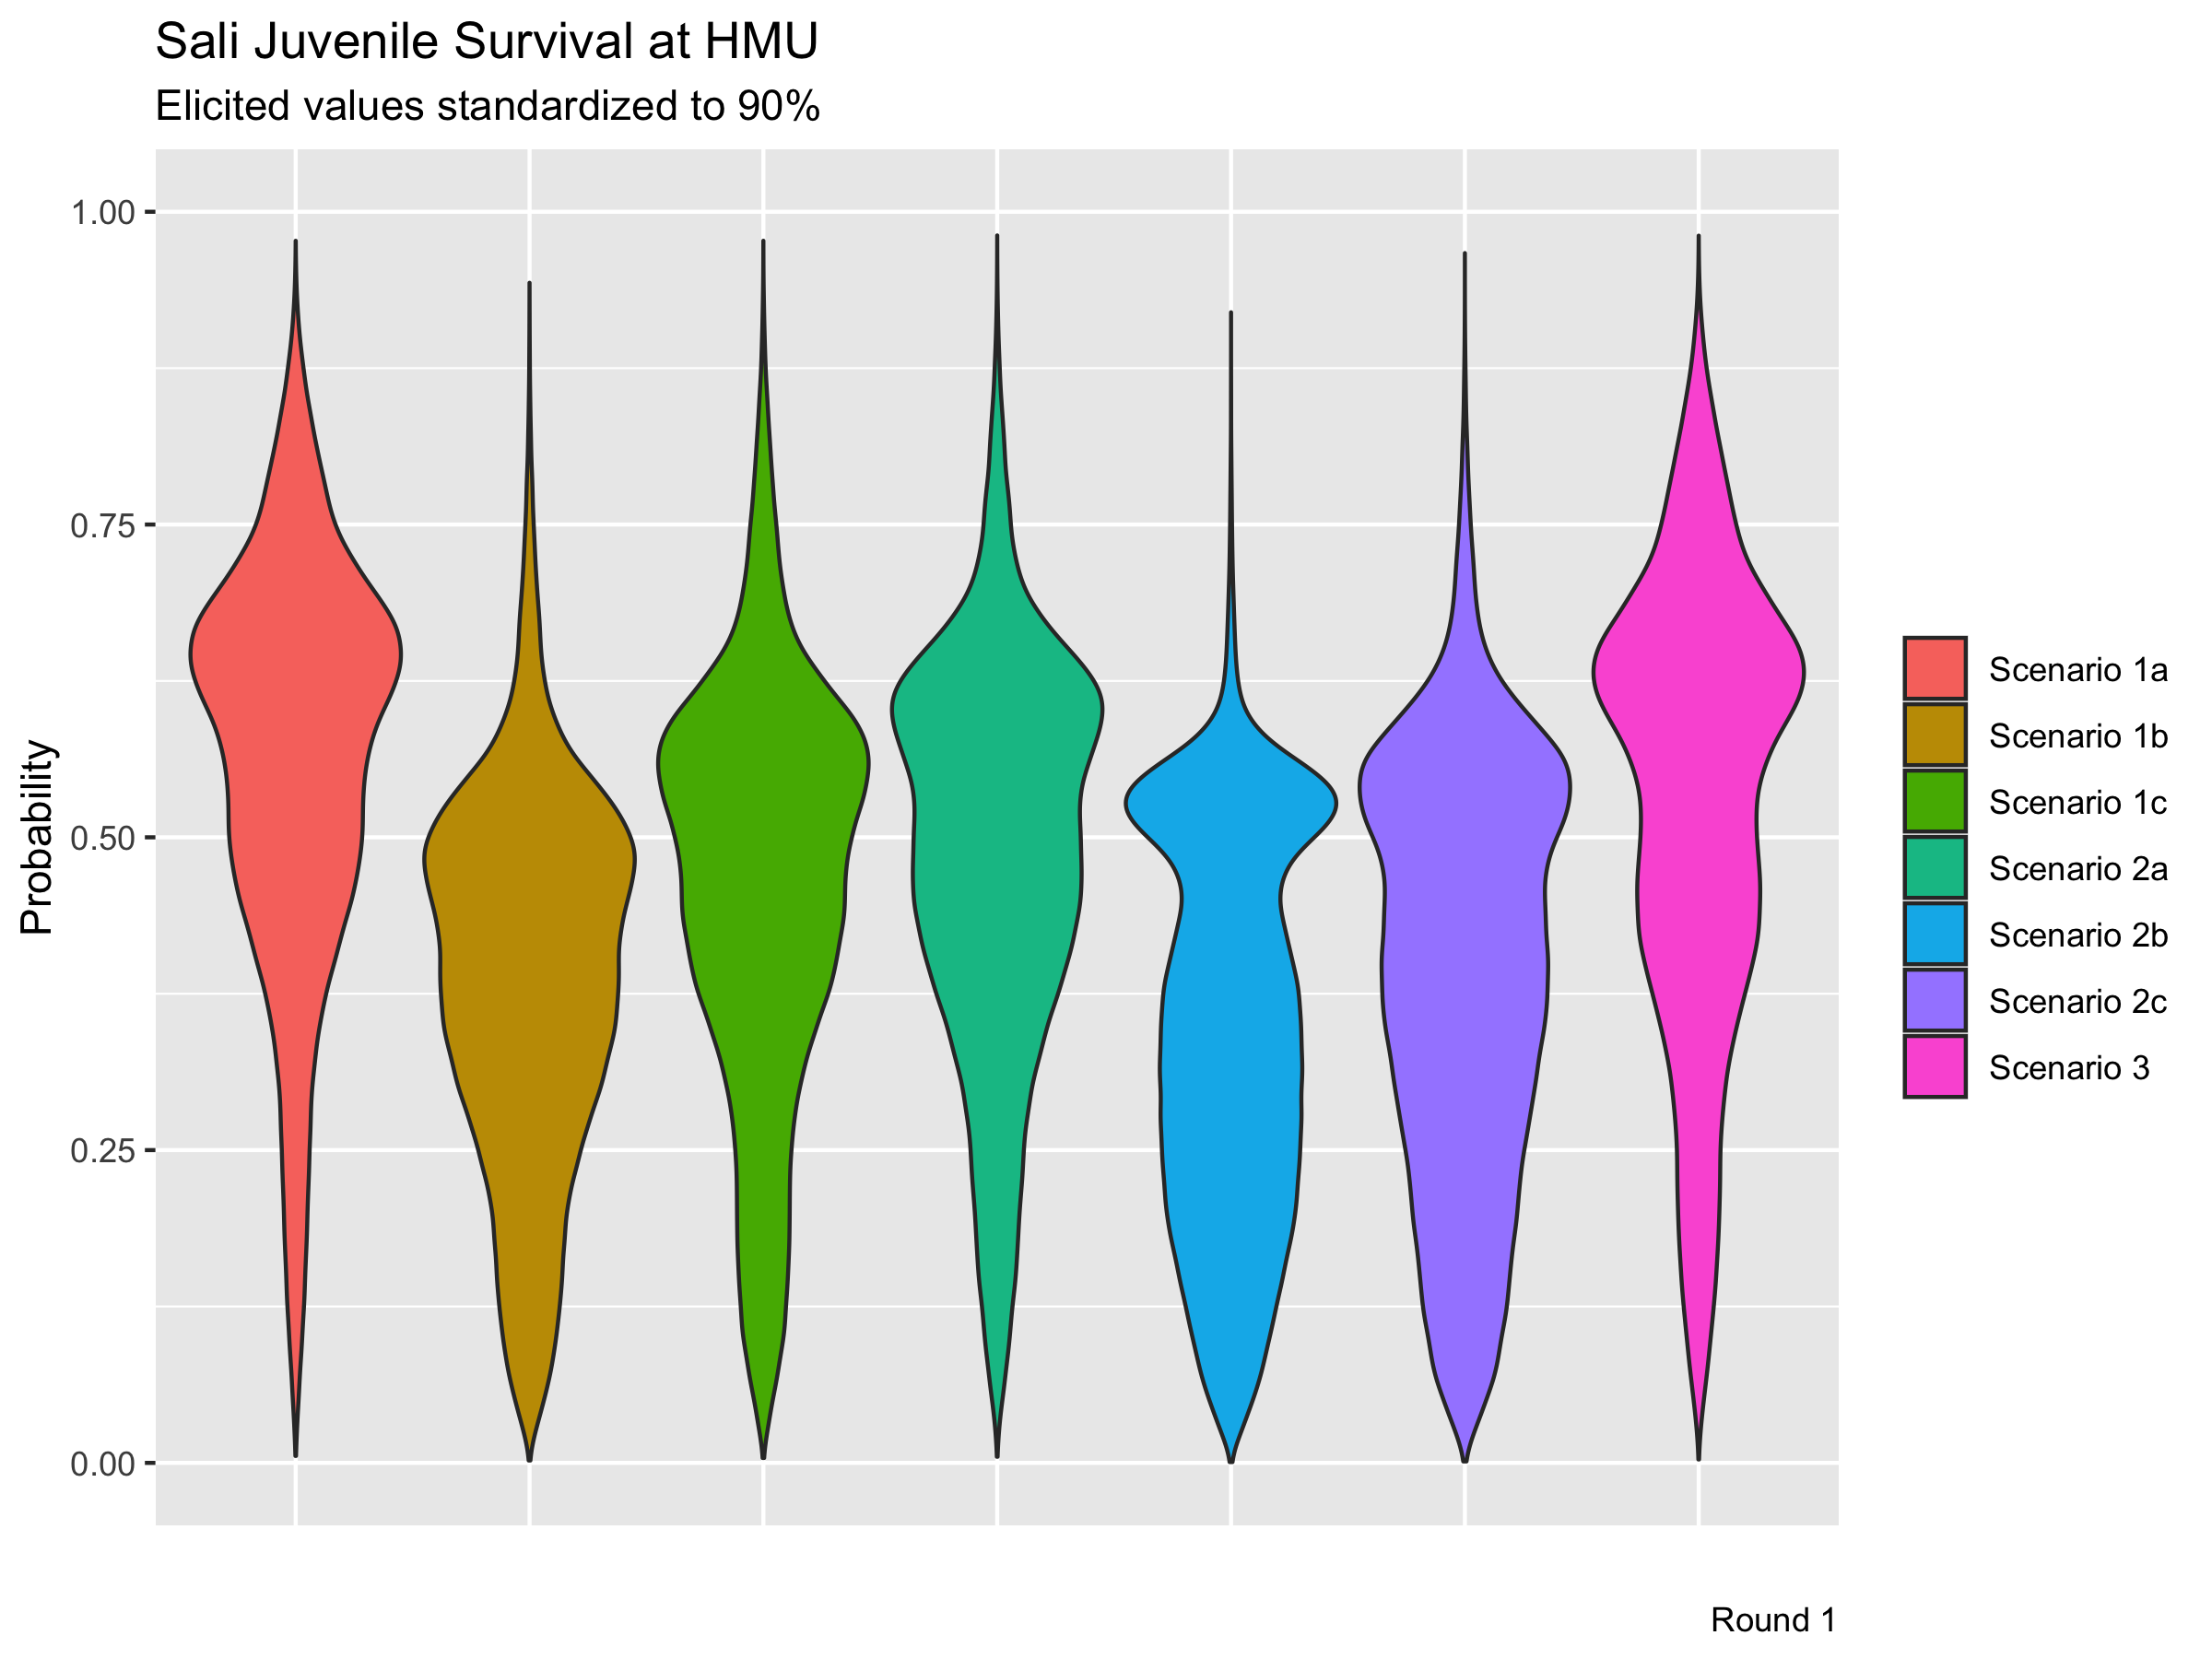 Sali Juvenile Survival at HMU
Elicited values standardized to 90%
1.00
0.75
0.50
0.25
0.00
Probability
Scenario 1a
Scenario 1b
Scenario 1c
Scenario 2a
Scenario 2b
Scenario 2c
Scenario 3
Round 1